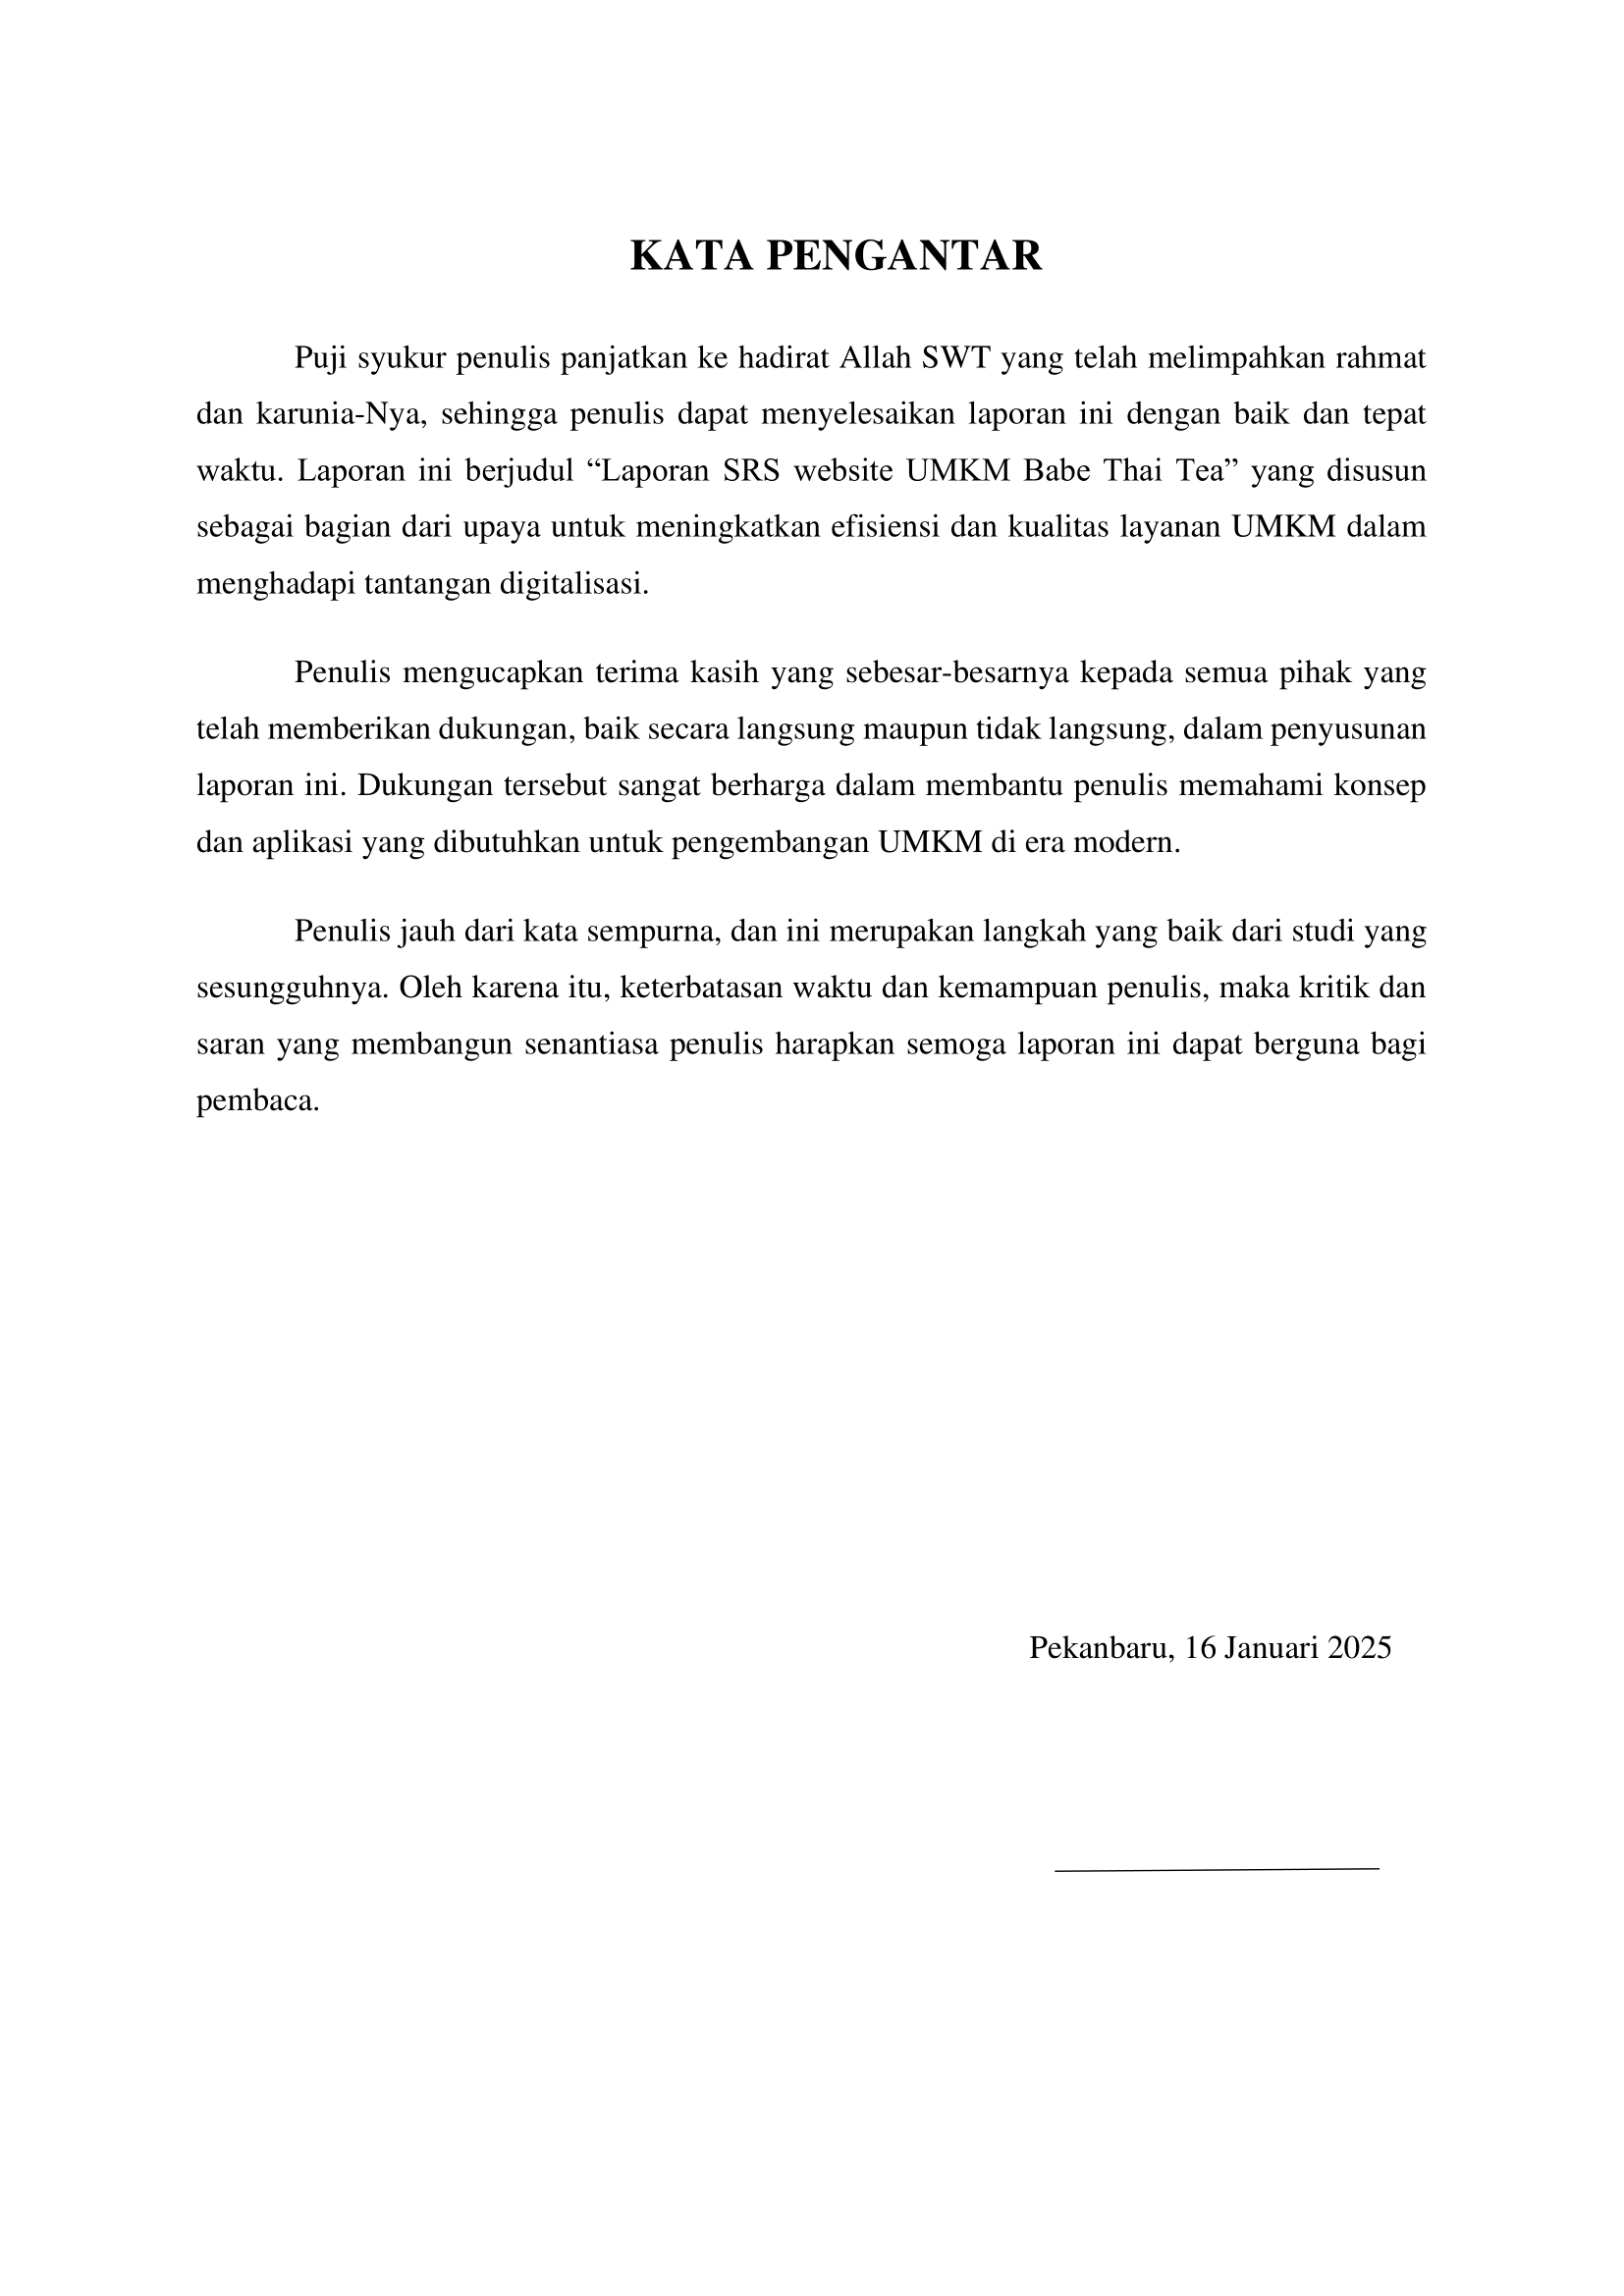 KATA PENGANTAR
Puji syukur penulis panjatkan ke hadirat Allah SWT yang telah melimpahkan rahmat
dan karunia-Nya, sehingga penulis dapat menyelesaikan laporan ini dengan baik dan tepat
waktu. Laporan ini berjudul “Laporan SRS website UMKM Babe Thai Tea” yang disusun
sebagai bagian dari upaya untuk meningkatkan efisiensi dan kualitas layanan UMKM dalam
menghadapi tantangan digitalisasi.
Penulis mengucapkan terima kasih yang sebesar-besarnya kepada semua pihak yang
telah memberikan dukungan, baik secara langsung maupun tidak langsung, dalam penyusunan
laporan ini. Dukungan tersebut sangat berharga dalam membantu penulis memahami konsep
dan aplikasi yang dibutuhkan untuk pengembangan UMKM di era modern.
Penulis jauh dari kata sempurna, dan ini merupakan langkah yang baik dari studi yang
sesungguhnya. Oleh karena itu, keterbatasan waktu dan kemampuan penulis, maka kritik dan
saran yang membangun senantiasa penulis harapkan semoga laporan ini dapat berguna bagi
pembaca.
Pekanbaru, 16 Januari 2025